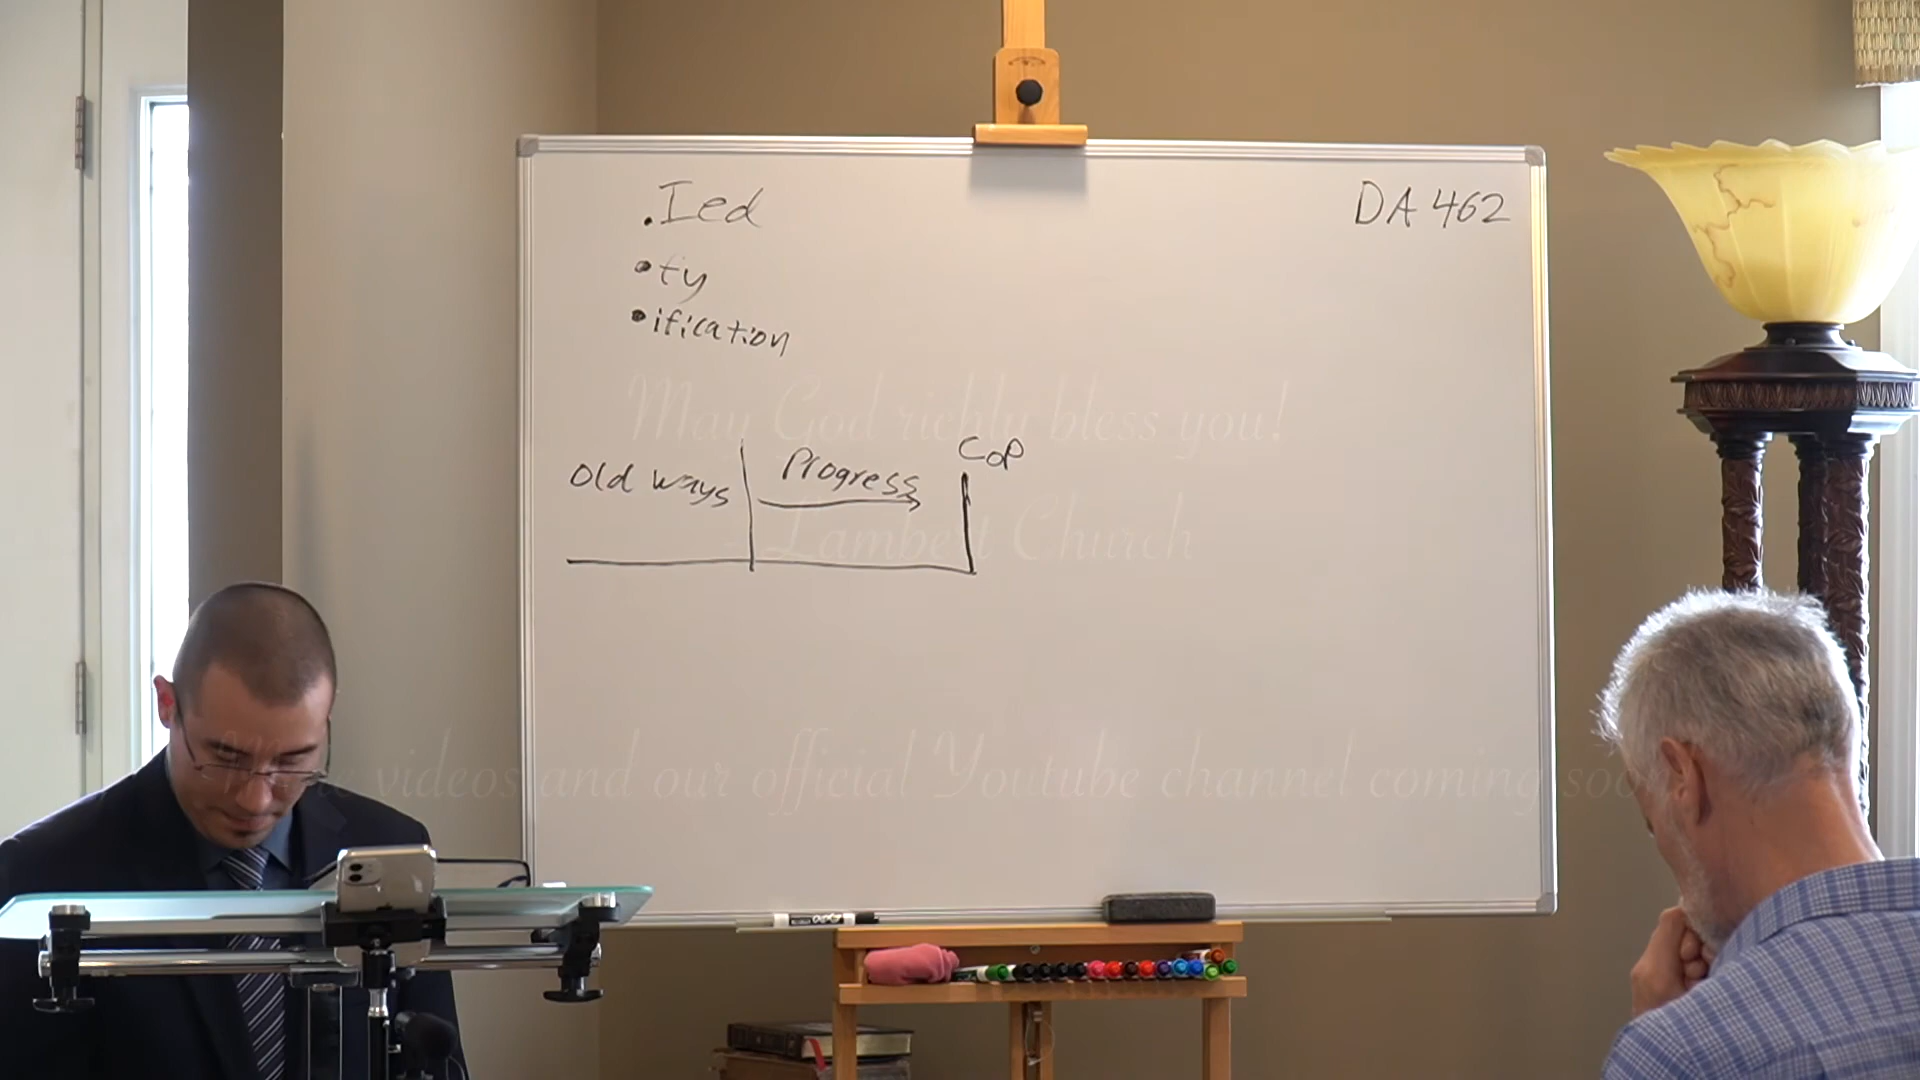 . Ied
DA 462
• ty
• ification
May God richly bless you!
CoP
Old ways
Progress
Lambert Church
videos and our official Youtube channel coming soon